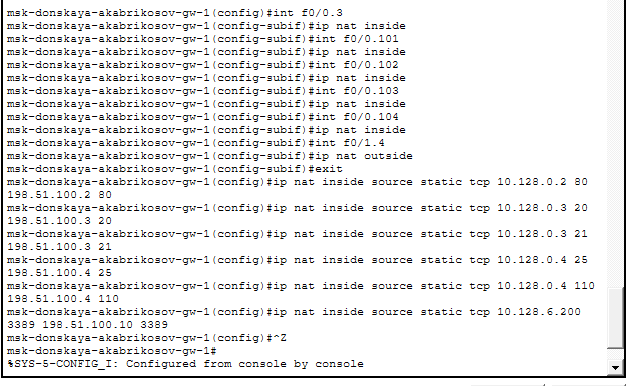 msk-donskaya-akabrikosov-gw-1(config)#int f0/0.3
msk-donskaya-akabrikosov-gw-1(config-subif)#ip nat inside
msk-donskaya-akabrikosov-gw-1(config-subif)#int f0/0.101
msk-donskaya-akabrikosov-gw-1(config-subif)#ip nat inside
msk-donskaya-akabrikosov-gw-1(config-subif)#int f0/0.102
msk-donskaya-akabrikosov-gw-1(config-subif)#ip nat inside
msk-donskaya-akabrikosov-gw-1(config-subif)#int f0/0.103
msk-donskaya-akabrikosov-gw-1(config-subif)#ip nat inside
msk-donskaya-akabrikosov-gw-1(config-subif)#int f0/0.104
msk-donskaya-akabrikosov-gw-1(config-subif)#ip nat inside
msk-donskaya-akabrikosov-gw-1(config-subif)#int f0/1.4
msk-donskaya-akabrikosov-gw-1(config-subif)#ip nat outside
msk-donskaya-akabrikosov-gw-1(config-subif)#exit
msk-donskaya-akabrikosov-gw-1(config)#ip nat inside source static tcp 10.128.0.2 80
198.51.100.2 80
msk-donskaya-akabrikosov-gw-1(config)#ip nat inside source static tcp 10.128.0.3 20
198.51.100.3 20
msk-donskaya-akabrikosov-gw-1(config)#ip nat inside source static tcp 10.128.0.3 21
198.51.100.3 21
msk-donskaya-akabrikosov-gw-1(config)#ip nat inside source static tcp 10.128.0.4 25
198.51.100.4 25
msk-donskaya-akabrikosov-gw-1(config)#ip nat inside source static tcp 10.128.0.4 110
198.51.100.4 110
msk-donskaya-akabrikosov-gw-1(config)#ip nat inside source static tcp 10.128.6.200
3389 198.51.100.10 3389
msk-donskaya-akabrikosov-gw-1(config)#^Z
msk-donskaya-akabrikosov-gw-1#
%SYS-5-CONFIG_I: Configured from console by console